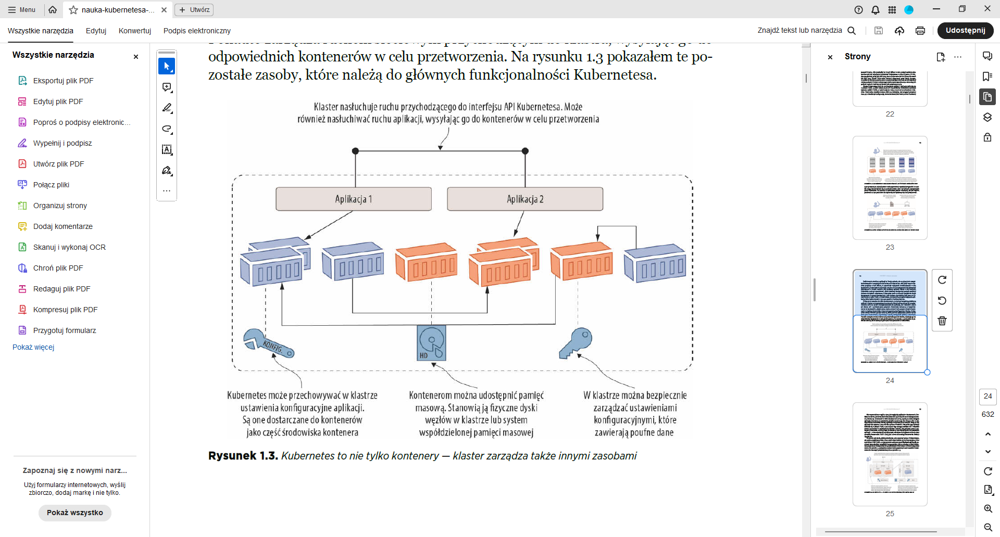 Menu
nauka-kubernetesa-...
Utwórz
Wszystkie narzędzia
Edytuj
Konwertuj
Podpis elektroniczny
Znajdź tekst lub narzędzia
Udostępnij
Wszystkie narzędzia
Eksportuj plik PDF
Edytuj plik PDF
Poproś o podpisy elektronic...
Wypełnij i podpisz
Utwórz plik PDF
Połącz pliki
Organizuj strony
Dodaj komentarze
Skanuj i wykonaj OCR
Chroń plik PDF
Redaguj plik PDF
Kompresuj plik PDF
Przygotuj formularz
Pokaż więcej
Zapoznaj się z nowymi narz...
Użyj formularzy internetowych, wyślij
zbiorczo, dodaj markę i nie tylko.
Pokaż wszystko
odpowiednich kontenerów w celu przetworzenia. Na rysunku 1.3 pokazałem te po-
zostałe zasoby, które należą do głównych funkcjonalności Kubernetesa.
Klaster nasłuchuje ruchu przychodzącego do interfejsu API Kubernetesa. Może
również nasłuchiwać ruchu aplikacji, wysyłając go do kontenerów w celu przetworzenia
Aplikacja 1
Aplikacja 2
KONFIG.
HD
Kubernetes może przechowywać w klastrze
ustawienia konfiguracyjne aplikacji.
Są one dostarczane do kontenerów
jako część środowiska kontenera
Kontenerom można udostępnić pamięć
masową. Stanowią ją fizyczne dyski
węzłów w klastrze lub system
współdzielonej pamięci masowej
W klastrze można bezpiecznie
zarządzać ustawieniami
konfiguracyjnymi, które
zawierają poufne dane
Rysunek 1.3. Kubernetes to nie tylko kontenery — klaster zarządza także innymi zasobami
Strony
22
23
24
25
24
632